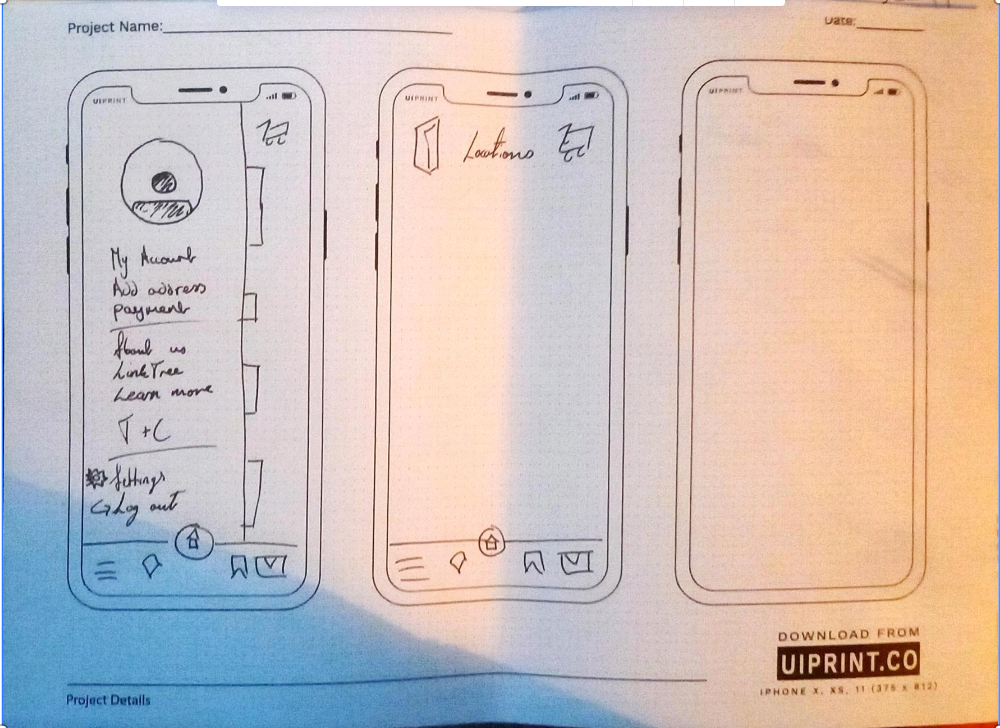 Project Name:
Date:
UIPRINT
UIPRINT
UIPRINT
My Account
Add address
payment
About us
LinkTree
Learn more
T+C
Settings
Log out
Locations
DOWNLOAD FROM
UIPRINT.CO
IPHONE X, XS, 11 (375 X 812)
Project Details